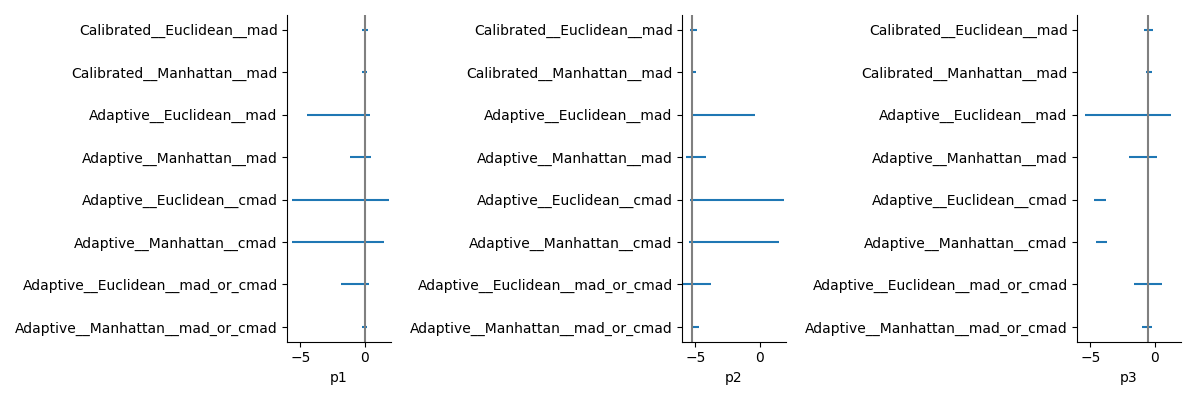 Calibrated__Euclidean__mad
Calibrated__Manhattan__mad
Adaptive__Euclidean__mad
Adaptive__Manhattan__mad
Adaptive__Euclidean__cmad
Adaptive__Manhattan__cmad
Adaptive__Euclidean__mad_or_cmad
Adaptive__Manhattan__mad_or_cmad
−5 0
p1
Calibrated__Euclidean__mad
Calibrated__Manhattan__mad
Adaptive__Euclidean__mad
Adaptive__Manhattan__mad
Adaptive__Euclidean__cmad
Adaptive__Manhattan__cmad
Adaptive__Euclidean__mad_or_cmad
Adaptive__Manhattan__mad_or_cmad
−5 0
p2
Calibrated__Euclidean__mad
Calibrated__Manhattan__mad
Adaptive__Euclidean__mad
Adaptive__Manhattan__mad
Adaptive__Euclidean__cmad
Adaptive__Manhattan__cmad
Adaptive__Euclidean__mad_or_cmad
Adaptive__Manhattan__mad_or_cmad
−5 0
p3